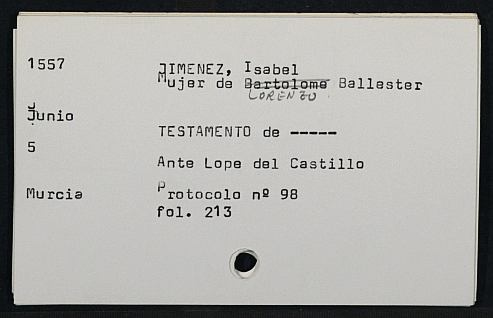 1557
JIMENEZ, Isabel
Mujer de Bartolome Ballester
LORENZO
Junio
TESTAMENTO de -----
5
Ante Lope del Castillo
Murcia
Protocolo nº 98
fol. 213